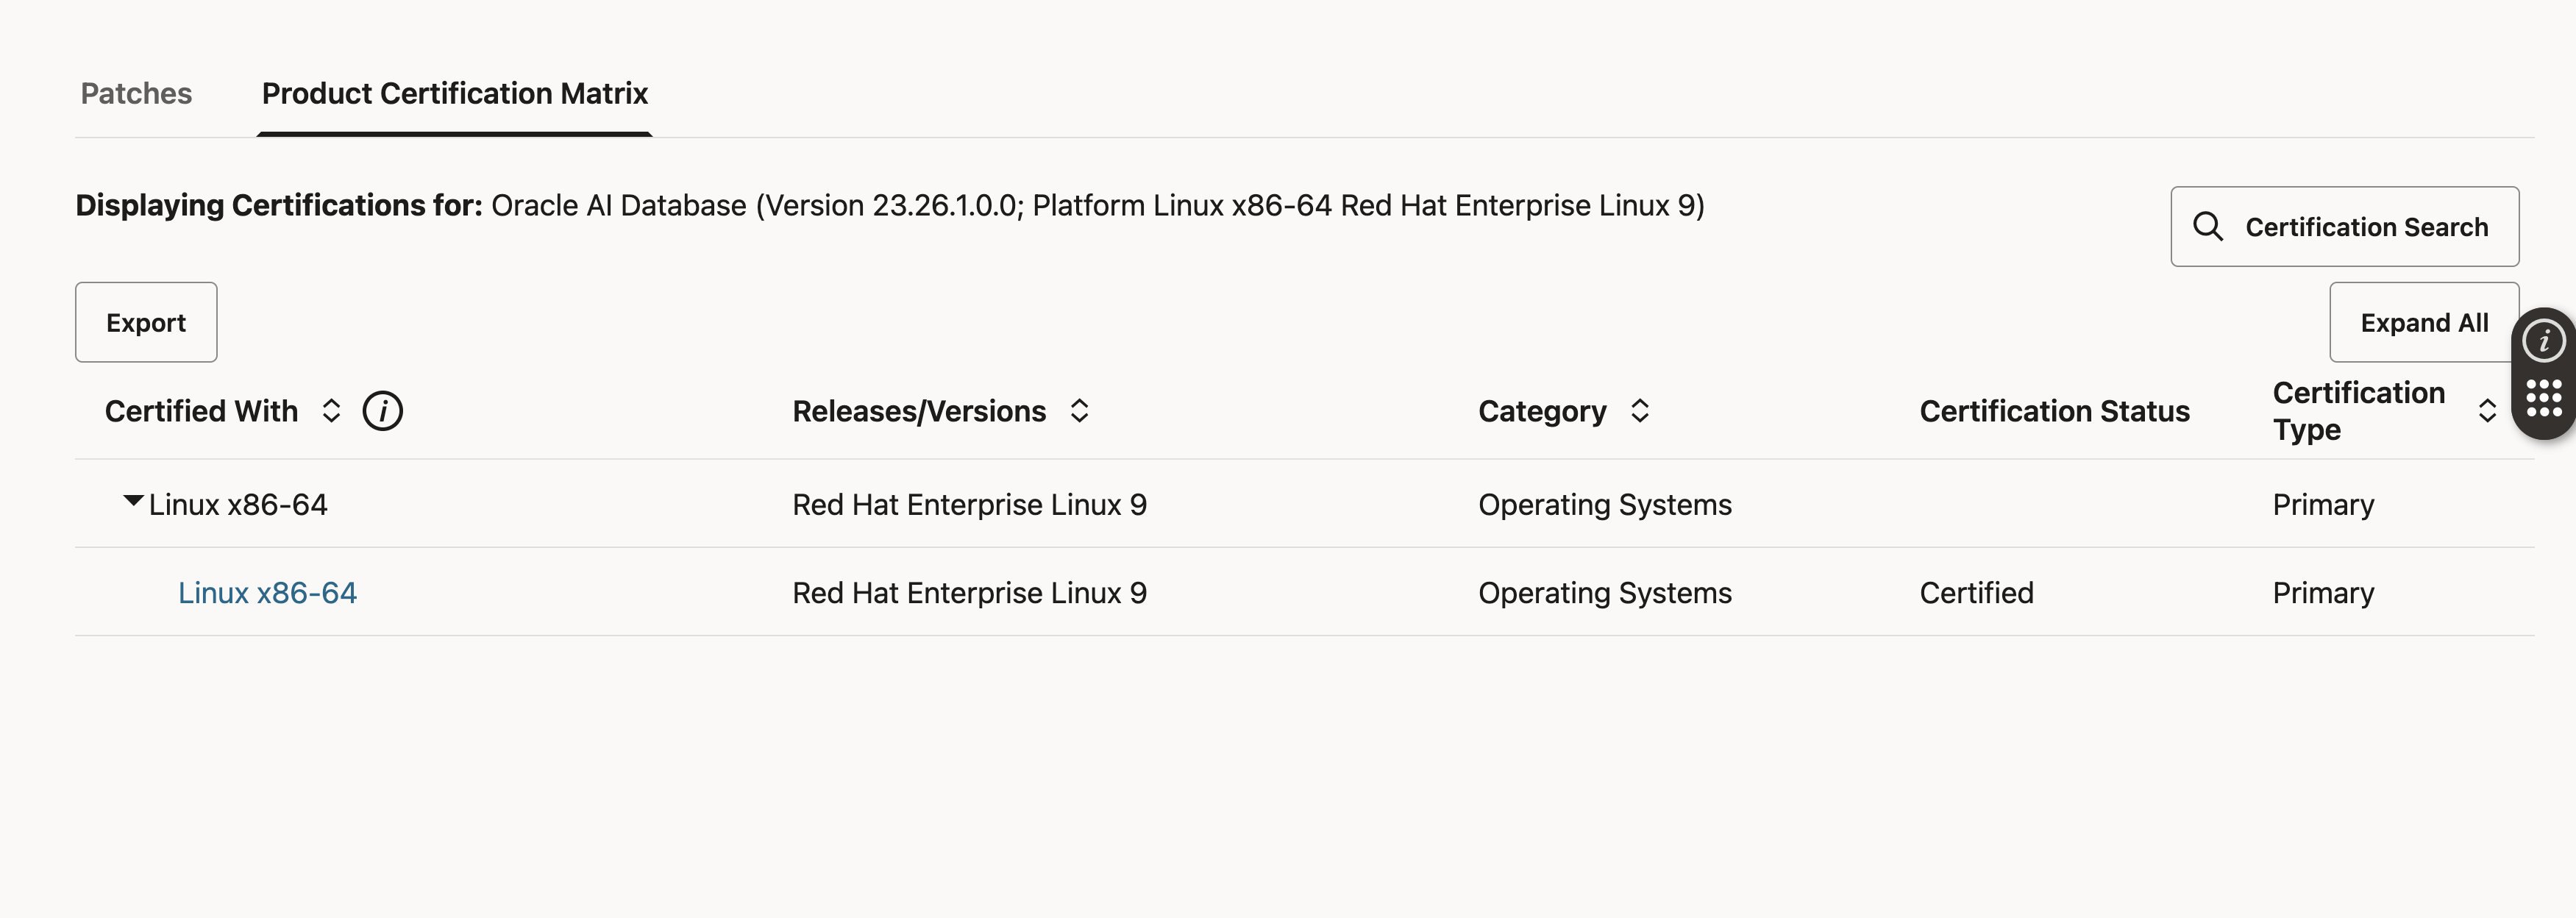 Patches Product Certification Matrix
Displaying Certifications for: Oracle AI Database (Version 23.26.1.0.0; Platform Linux x86-64 Red Hat Enterprise Linux 9)
Certification Search
Export
Expand All
Certified With i Releases/Versions Category Certification Status Certification Type
Linux x86-64 Red Hat Enterprise Linux 9 Operating Systems Primary
Linux x86-64 Red Hat Enterprise Linux 9 Operating Systems Certified Primary